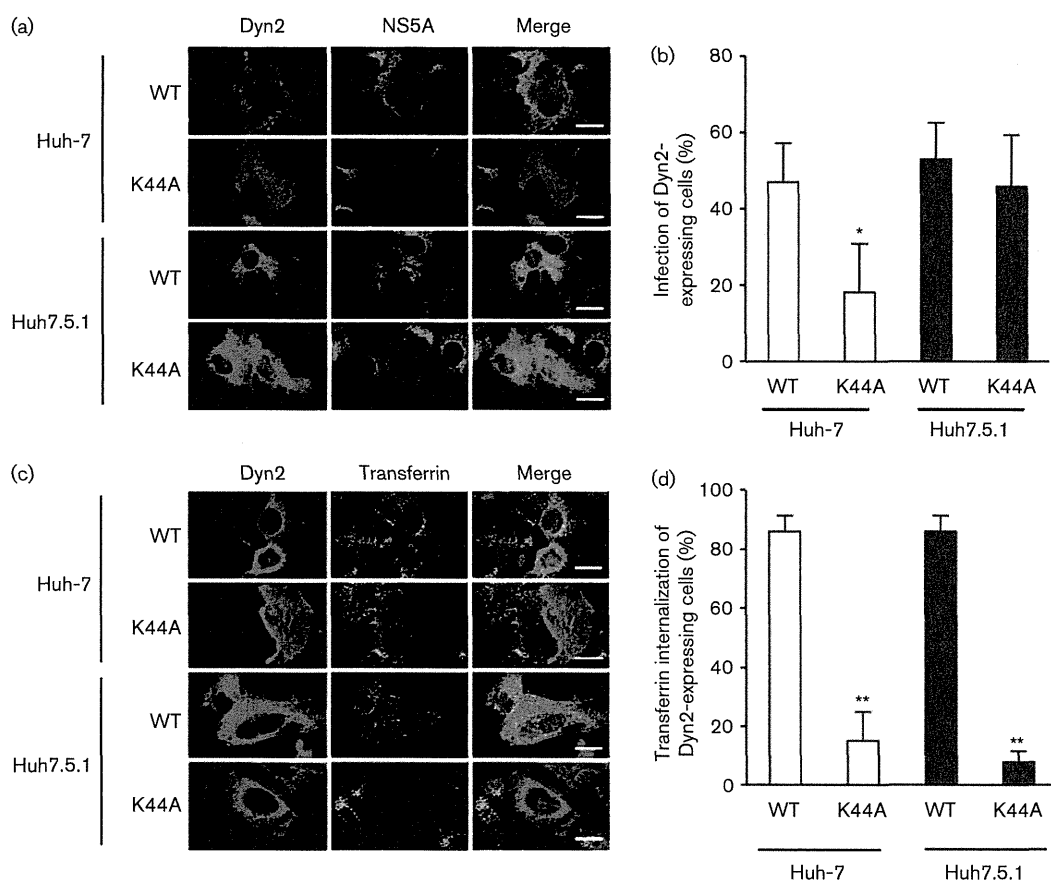 (a)
Dyn2 NS5A Merge
Huh-7
WT
K44A
Huh7.5.1
WT
K44A
(b)
Infection of Dyn2-
expressing cells (%)
80
60
40
20
0
*
WT K44A WT K44A
Huh-7 Huh7.5.1
(c)
Dyn2 Transferrin Merge
Huh-7
WT
K44A
Huh7.5.1
WT
K44A
(d)
Transferrin internalization of
Dyn2-expressing cells (%)
100
80
60
40
20
0
**
**
WT K44A WT K44A
Huh-7 Huh7.5.1